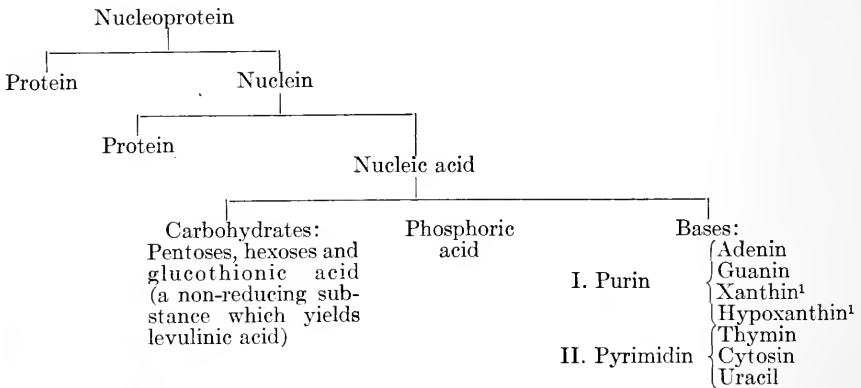 Nucleoprotein
Protein
Nuclein
Protein
Nucleic acid
Carbohydrates:
Pentoses, hexoses and
glucothionic acid
(a non-reducing sub-
stance which yields
levulinic acid)
Phosphoric
acid
Bases:
I. Purin
Adenin
Guanin
Xanthin¹
Hypoxanthin¹
II. Pyrimidin
Thymin
Cytosin
Uracil